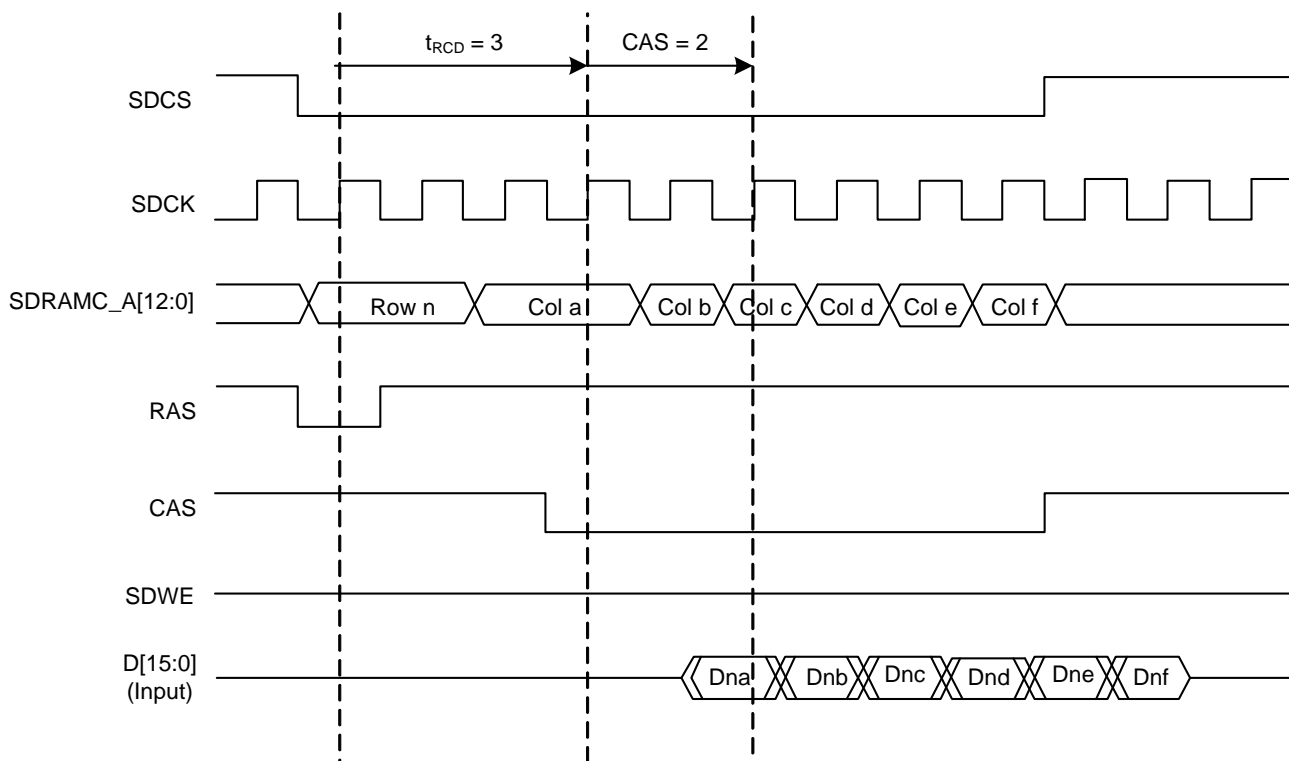 tRCD = 3
CAS = 2
SDCS
SDCK
SDRAMC_A[12:0]
Row n
Col a
Col b
Col c
Col d
Col e
Col f
RAS
CAS
SDWE
D[15:0]
(Input)
Dna
Dnb
Dnc
Dnd
Dne
Dnf